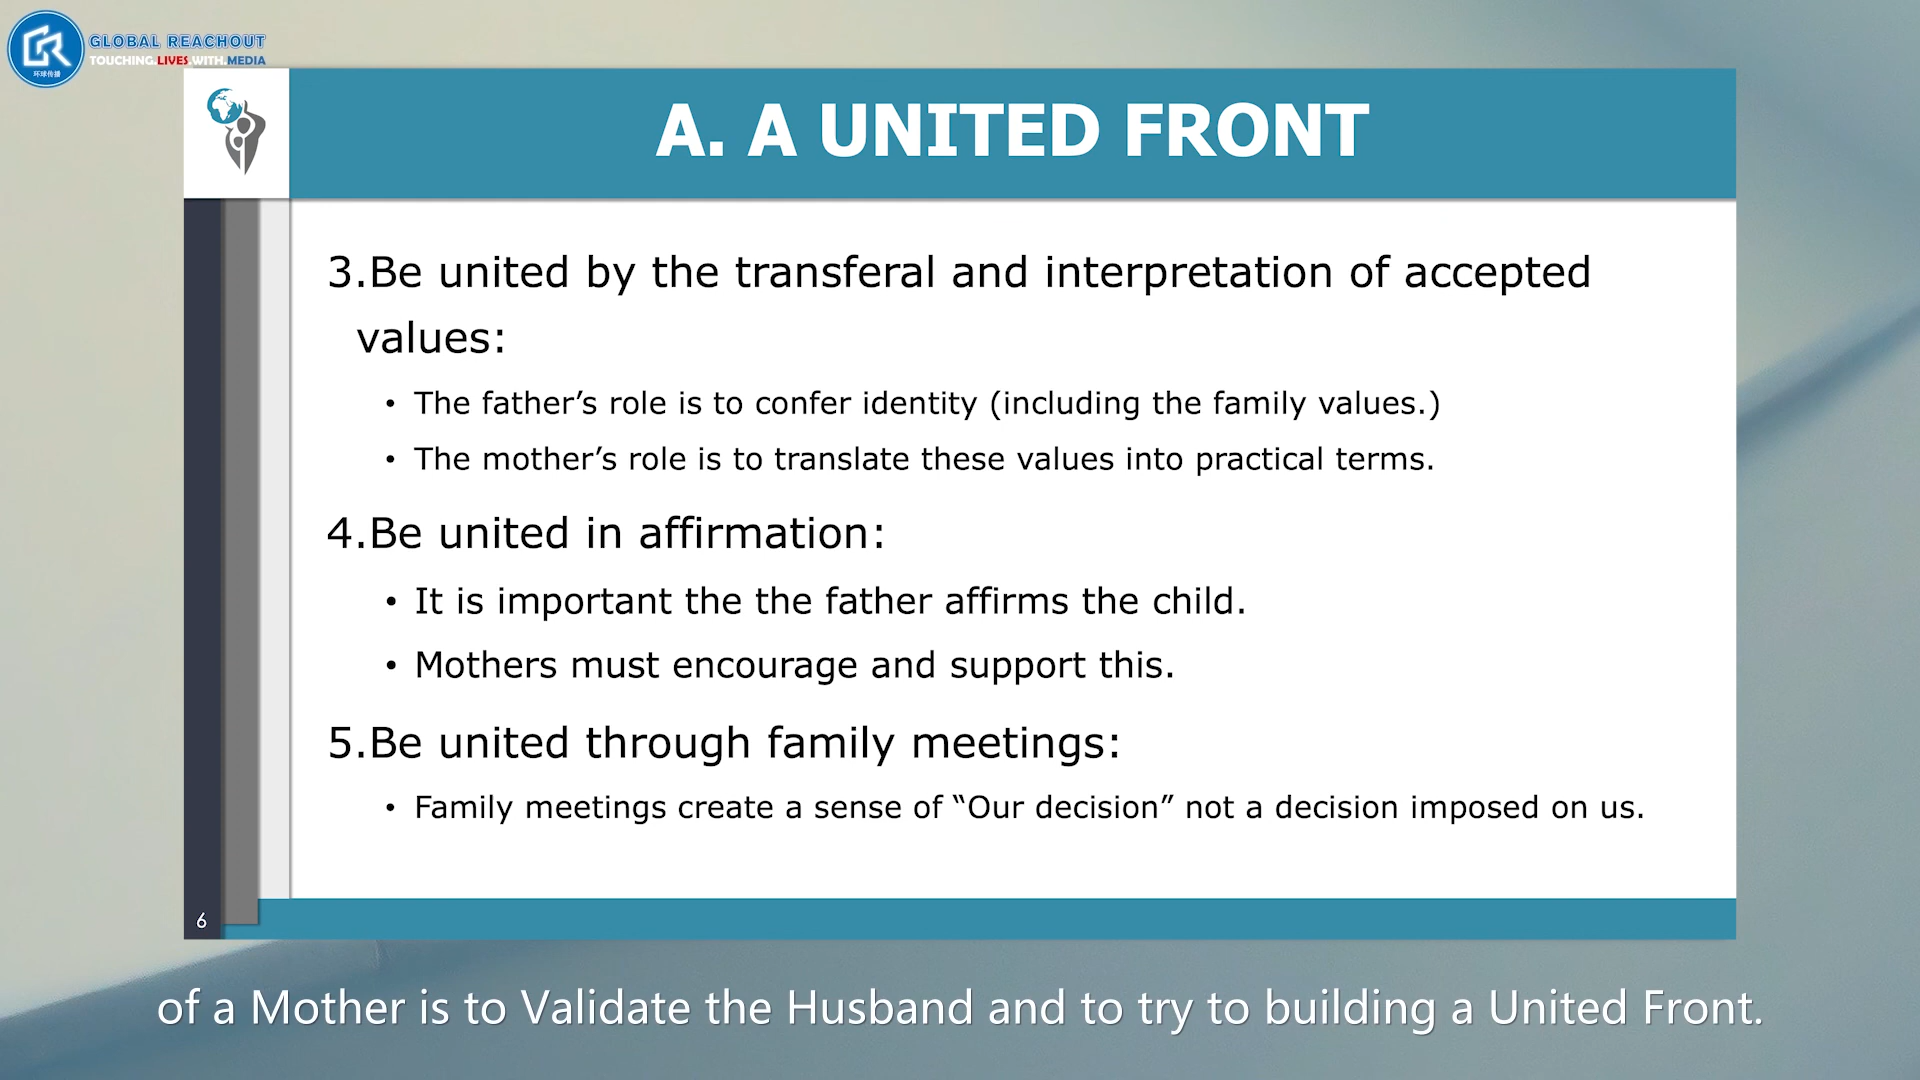 GLOBAL REACHOUT
TOUCHING.LIVES.WITH.MEDIA
环球传播
A. A UNITED FRONT
3.Be united by the transferal and interpretation of accepted
values:
• The father’s role is to confer identity (including the family values.)
• The mother’s role is to translate these values into practical terms.
4.Be united in affirmation:
• It is important the the father affirms the child.
• Mothers must encourage and support this.
5.Be united through family meetings:
• Family meetings create a sense of “Our decision” not a decision imposed on us.
6
of a Mother is to Validate the Husband and to try to building a United Front.